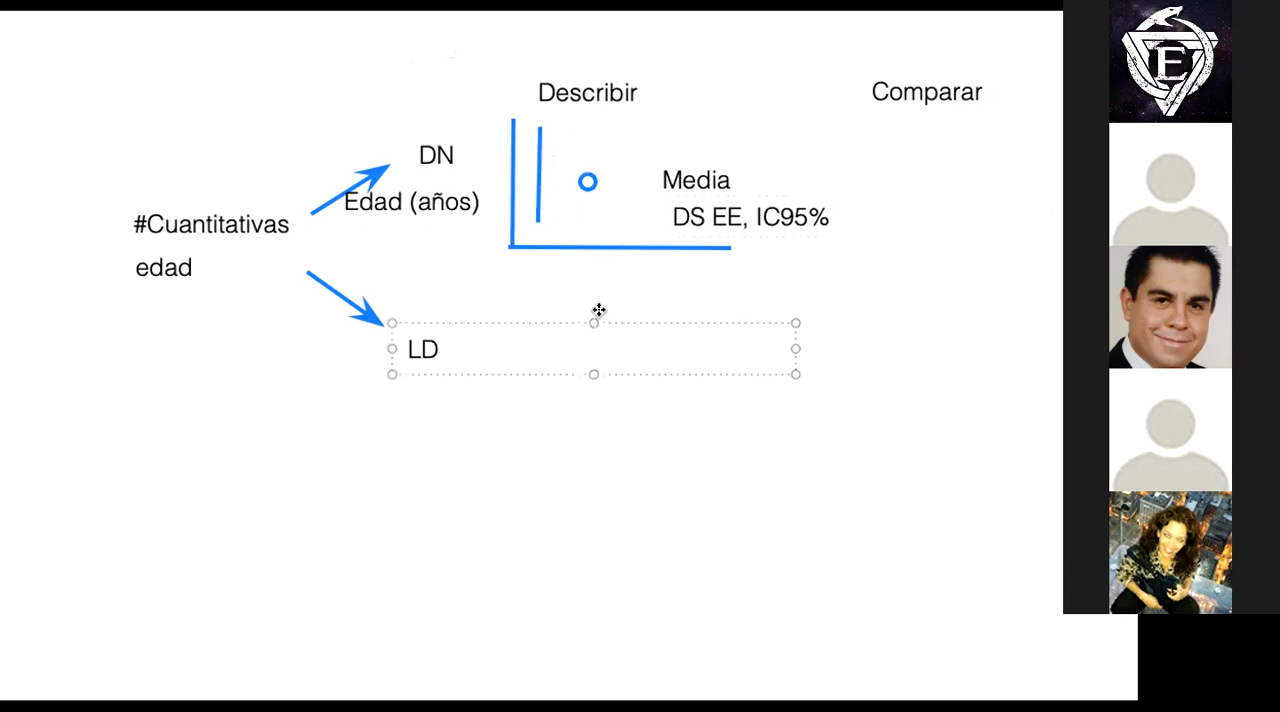 Describir
Comparar
DN
Edad (años)
#Cuantitativas
edad
Media
DS EE, IC95%
LD
E